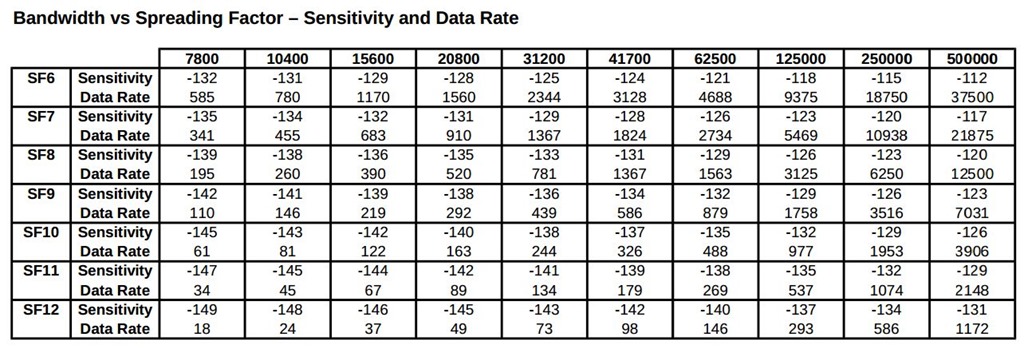 Bandwidth vs Spreading Factor – Sensitivity and Data Rate
7800 10400 15600 20800 31200 41700 62500 125000 250000 500000
SF6 Sensitivity -132 -131 -129 -128 -125 -124 -121 -118 -115 -112
Data Rate 585 780 1170 1560 2344 3128 4688 9375 18750 37500
SF7 Sensitivity -135 -134 -132 -131 -129 -128 -126 -123 -120 -117
Data Rate 341 455 683 910 1367 1824 2734 5469 10938 21875
SF8 Sensitivity -139 -138 -136 -135 -133 -131 -129 -126 -123 -120
Data Rate 195 260 390 520 781 1367 1563 3125 6250 12500
SF9 Sensitivity -142 -141 -139 -138 -136 -134 -132 -129 -126 -123
Data Rate 110 146 219 292 439 586 879 1758 3516 7031
SF10 Sensitivity -145 -143 -142 -140 -138 -137 -135 -132 -129 -126
Data Rate 61 81 122 163 244 326 488 977 1953 3906
SF11 Sensitivity -147 -145 -144 -142 -141 -139 -138 -135 -132 -129
Data Rate 34 45 67 89 134 179 269 537 1074 2148
SF12 Sensitivity -149 -148 -146 -145 -143 -142 -140 -137 -134 -131
Data Rate 18 24 37 49 73 98 146 293 586 1172